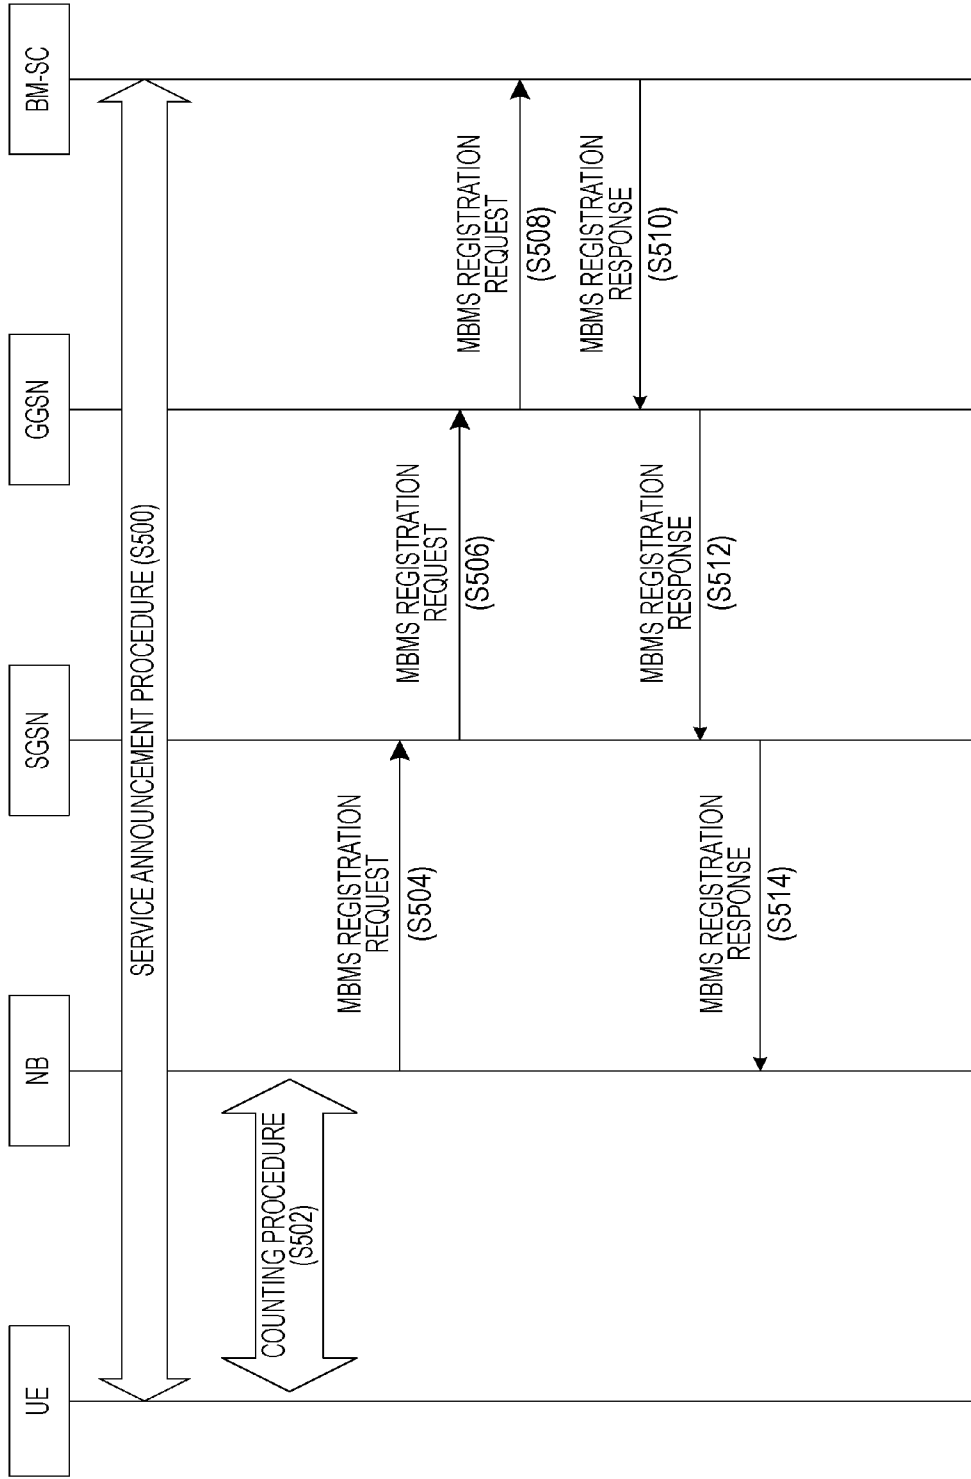 UE
NB
SGSN
GGSN
BM-SC
SERVICE ANNOUNCEMENT PROCEDURE (S500)
COUNTING PROCEDURE
(S502)
MBMS REGISTRATION
REQUEST
(S504)
MBMS REGISTRATION
REQUEST
(S506)
MBMS REGISTRATION
REQUEST
(S508)
MBMS REGISTRATION
RESPONSE
(S510)
MBMS REGISTRATION
RESPONSE
(S512)
MBMS REGISTRATION
RESPONSE
(S514)